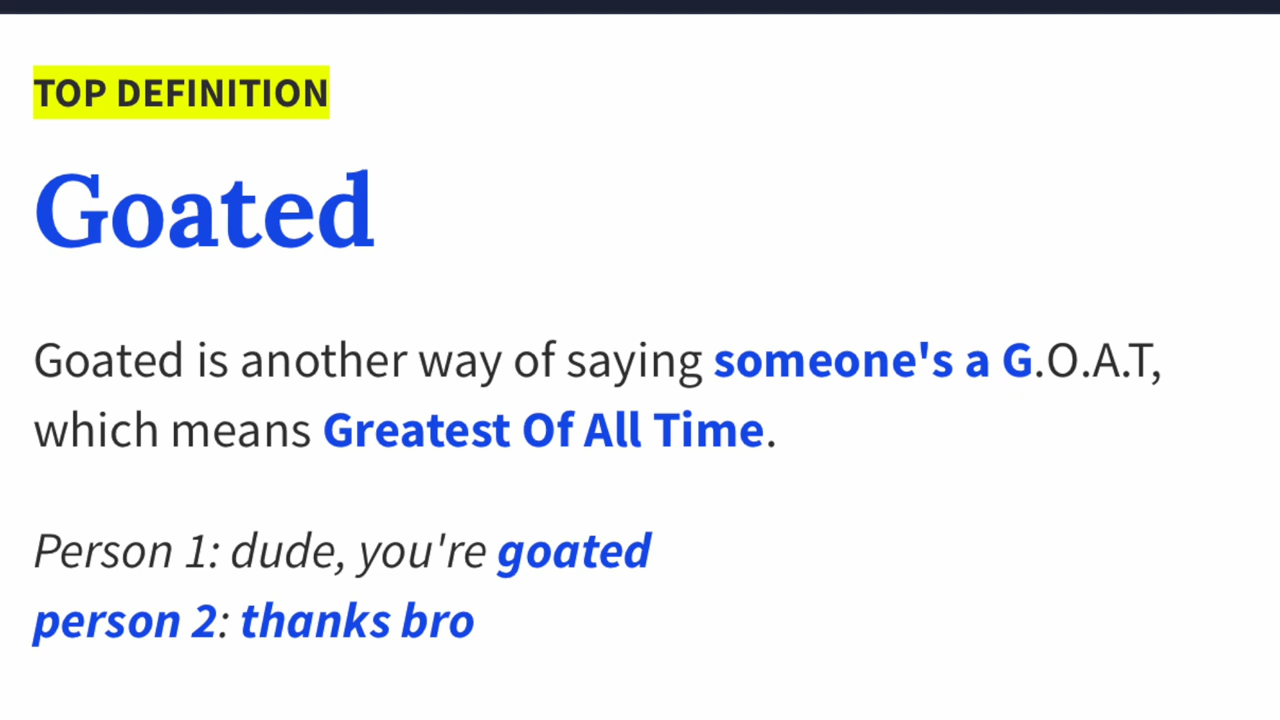 TOP DEFINITION
Goated
Goated is another way of saying someone's a G.O.A.T,
which means Greatest Of All Time.
Person 1: dude, you're goated
person 2: thanks bro